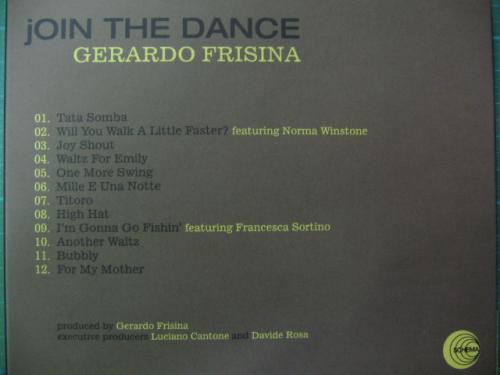 jOIN THE DANCE
GERARDO FRISINA
01. Tata Somba
02. Will You Walk A Little Faster? featuring Norma Winstone
03. Joy Shout
04. Waltz For Emily
05. One More Swing
06. Mille E Una Notte
07. Titoro
08. High Hat
09. I'm Gonna Go Fishin' featuring Francesca Sortino
10. Another Waltz
11. Bubbly
12. For My Mother
produced by Gerardo Frisina
executive producers Luciano Cantone and Davide Rosa
SCHEMA